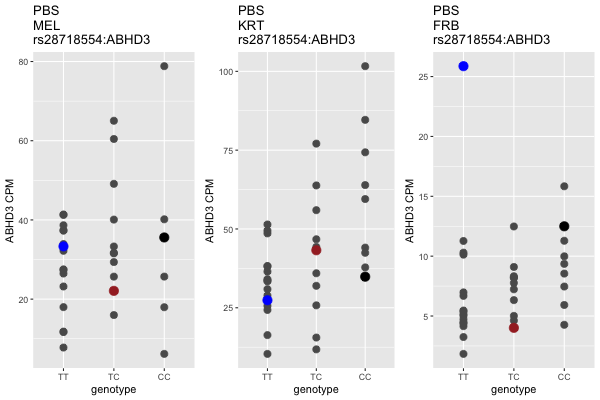 PBS
MEL
rs28718554:ABHD3
80
60
40
20
ABHD3 CPM
TT
TC
CC
genotype
PBS
KRT
rs28718554:ABHD3
100
75
50
25
ABHD3 CPM
TT
TC
CC
genotype
PBS
FRB
rs28718554:ABHD3
25
20
15
10
5
ABHD3 CPM
TT
TC
CC
genotype